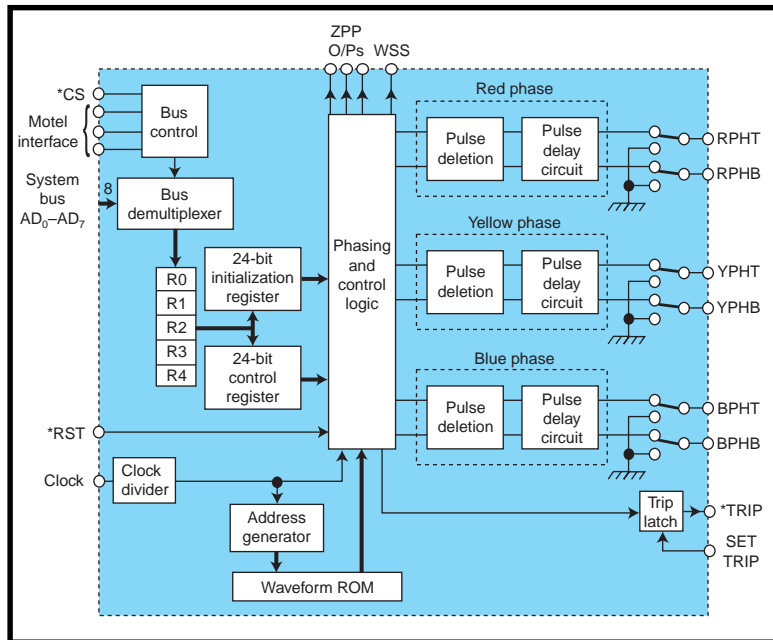 ZPP
O/Ps WSS
*CS
Motel
interface
Bus
control
System
bus
AD₀–AD₇
8
Bus
demultiplexer
R0
R1
R2
R3
R4
24-bit
initialization
register
24-bit
control
register
Phasing
and
control
logic
Red phase
Pulse
deletion
Pulse
delay
circuit
RPHT
RPHB
Yellow phase
Pulse
deletion
Pulse
delay
circuit
YPHT
YPHB
Blue phase
Pulse
deletion
Pulse
delay
circuit
BPHT
BPHB
*RST
Clock
Clock
divider
Address
generator
Waveform ROM
Trip
latch
*TRIP
SET
TRIP